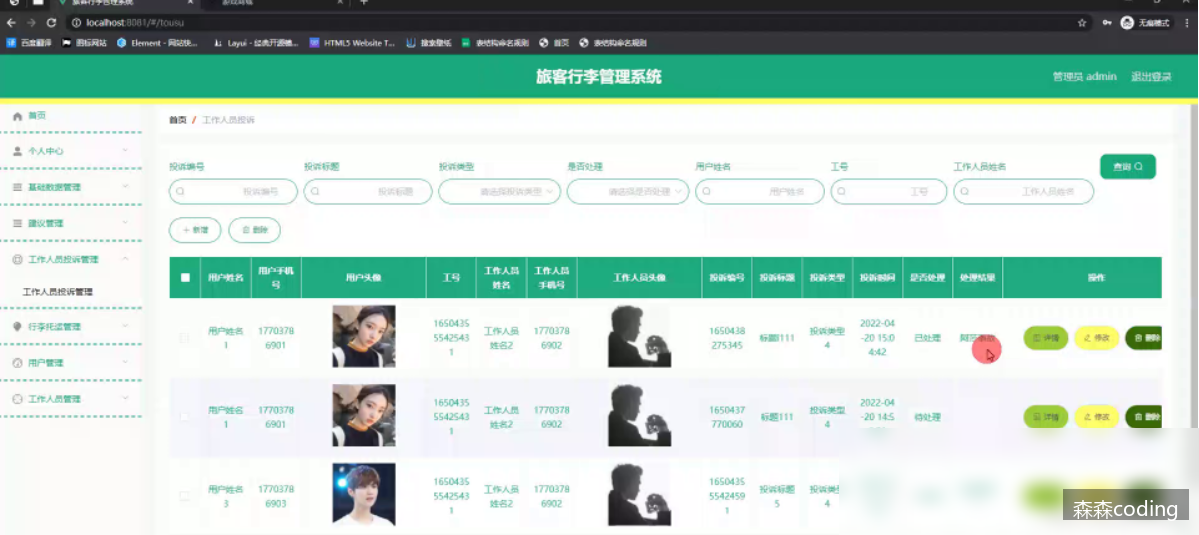 旅客行李管理系统
游戏商城
localhost:8081/#/tousu
无痕模式
百度翻译
图标网站
Element - 网站快...
Layui - 经典开源模...
HTML5 Website T...
搜索壁纸
表结构命名规则
首页
表结构命名规则
旅客行李管理系统
管理员 admin
退出登录
首页
个人中心
基础数据管理
建议管理
工作人员投诉管理
工作人员投诉管理
行李托运管理
用户管理
工作人员管理
首页 / 工作人员投诉
投诉编号 投诉标题 投诉类型 是否处理 用户姓名 工号 工作人员姓名
投诉编号 投诉标题 请选择投诉类型 请选择是否处理 用户姓名 工号 工作人员姓名 查询
+ 新增 删除
用户姓名 用户手机号 用户头像 工号 工作人员姓名 工作人员手机号 工作人员头像 投诉编号 投诉标题 投诉类型 投诉时间 是否处理 处理结果 操作
用户姓名1 17703786901 165043555425431 工作人员姓名2 17703786902 1650438275345 标题111 投诉类型4 2022-04-20 15:04:42 已处理 详情 修改 删除
用户姓名1 17703786901 165043555425431 工作人员姓名2 17703786902 1650437770060 标题111 投诉类型4 2022-04-20 14:5 待处理 详情 修改 删除
用户姓名3 17703786903 165043555425431 工作人员姓名2 17703786902 165043555424591 投诉标题5 投诉类型4
森森coding